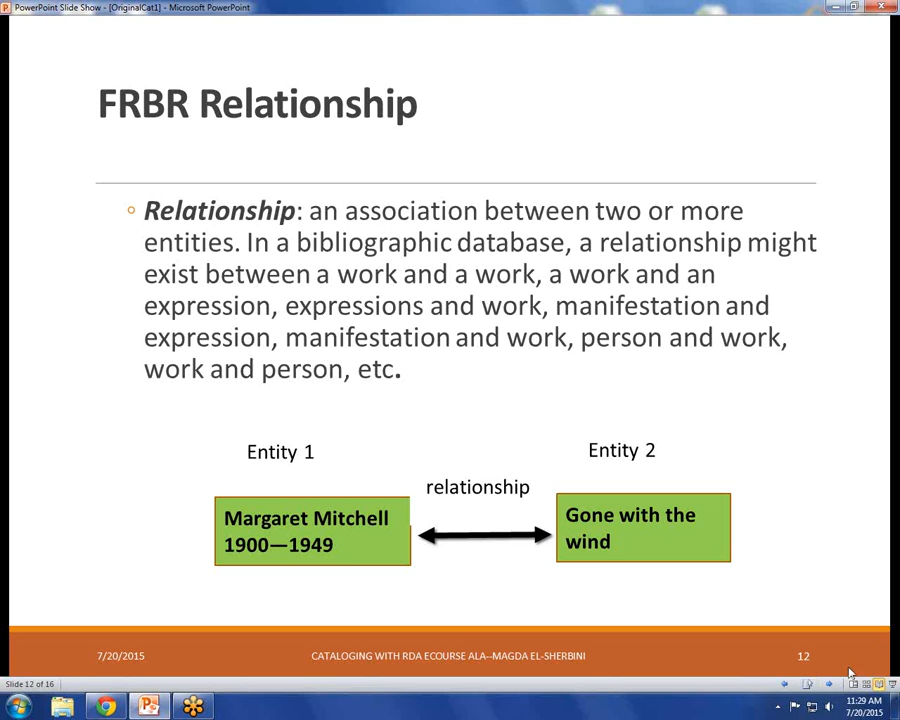 PowerPoint Slide Show - [OriginalCat1] - Microsoft PowerPoint
FRBR Relationship
Relationship: an association between two or more
entities. In a bibliographic database, a relationship might
exist between a work and a work, a work and an
expression, expressions and work, manifestation and
expression, manifestation and work, person and work,
work and person, etc.
Entity 1
Entity 2
relationship
Margaret Mitchell
1900—1949
Gone with the
wind
7/20/2015
CATALOGING WITH RDA ECOURSE ALA--MAGDA EL-SHERBINI
12
Slide 12 of 16
11:29 AM
7/20/2015